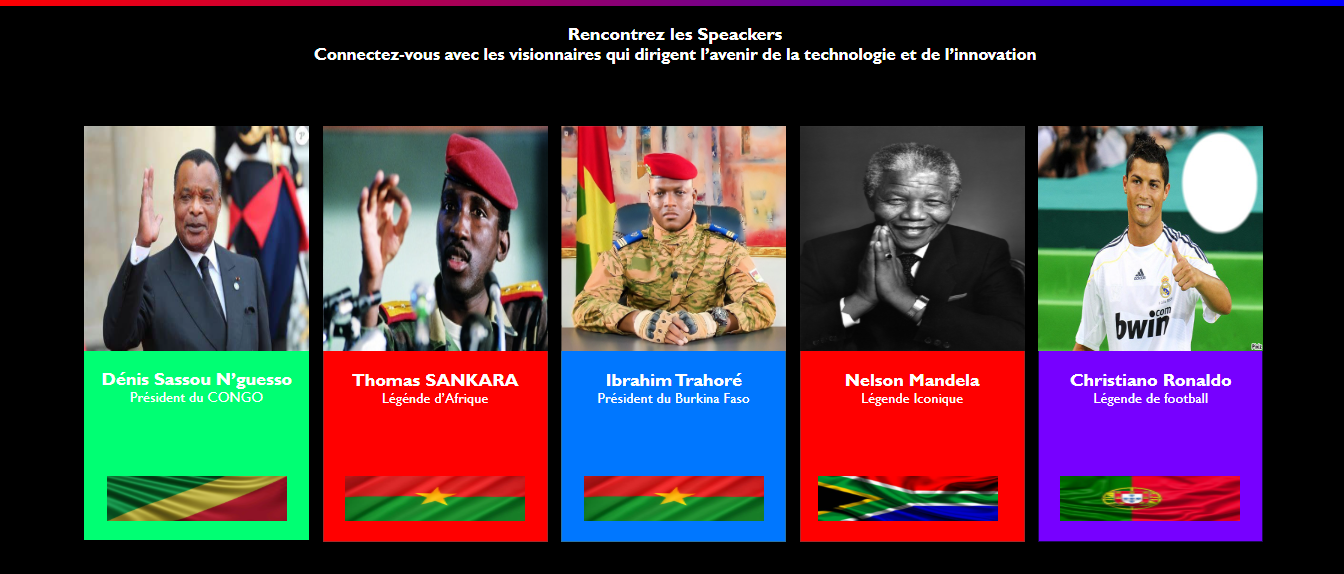 Rencontrez les Speackers
Connectez-vous avec les visionnaires qui dirigent l’avenir de la technologie et de l’innovation
bwin
.com
Dénis Sassou N’guesso
Président du CONGO
Thomas SANKARA
Légénde d’Afrique
Ibrahim Trahoré
Président du Burkina Faso
Nelson Mandela
Légende Iconique
Christiano Ronaldo
Légende de football